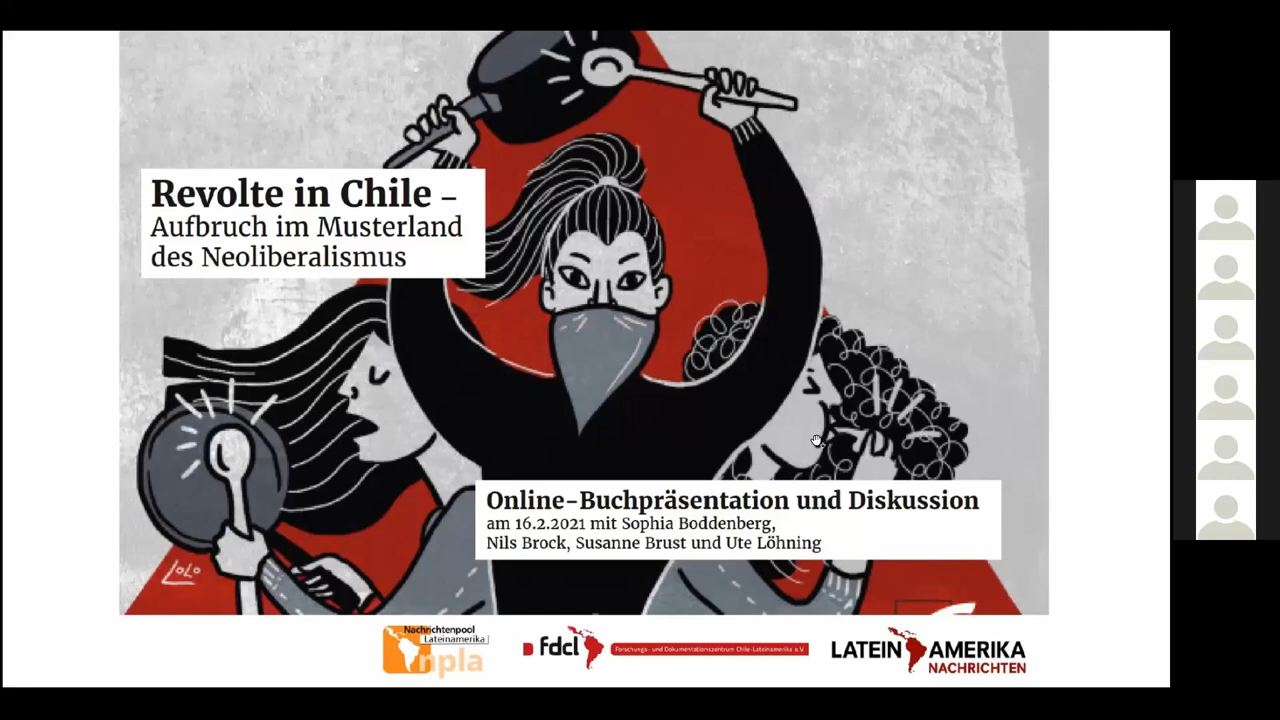 Revolte in Chile –
Aufbruch im Musterland
des Neoliberalismus
Online-Buchpräsentation und Diskussion
am 16.2.2021 mit Sophia Boddenberg,
Nils Brock, Susanne Brust und Ute Löhning
LoLo
Nachrichtenpool
Lateinamerika
npla
fdcl
Forschungs- und Dokumentationszentrum Chile-Lateinamerika e.V.
LATEIN AMERIKA
NACHRICHTEN